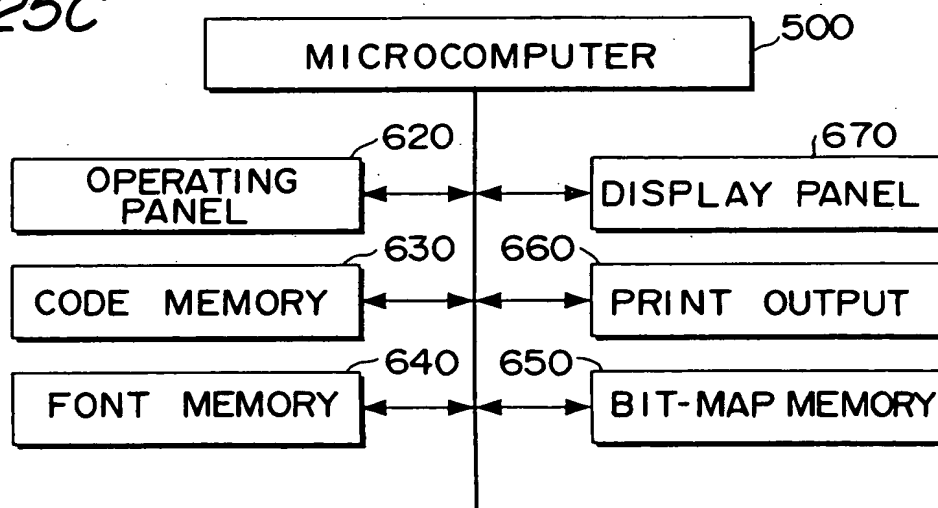 25C
MICROCOMPUTER
500
620
670
OPERATING
PANEL
DISPLAY PANEL
630
660
CODE MEMORY
PRINT OUTPUT
640
650
FONT MEMORY
BIT-MAP MEMORY